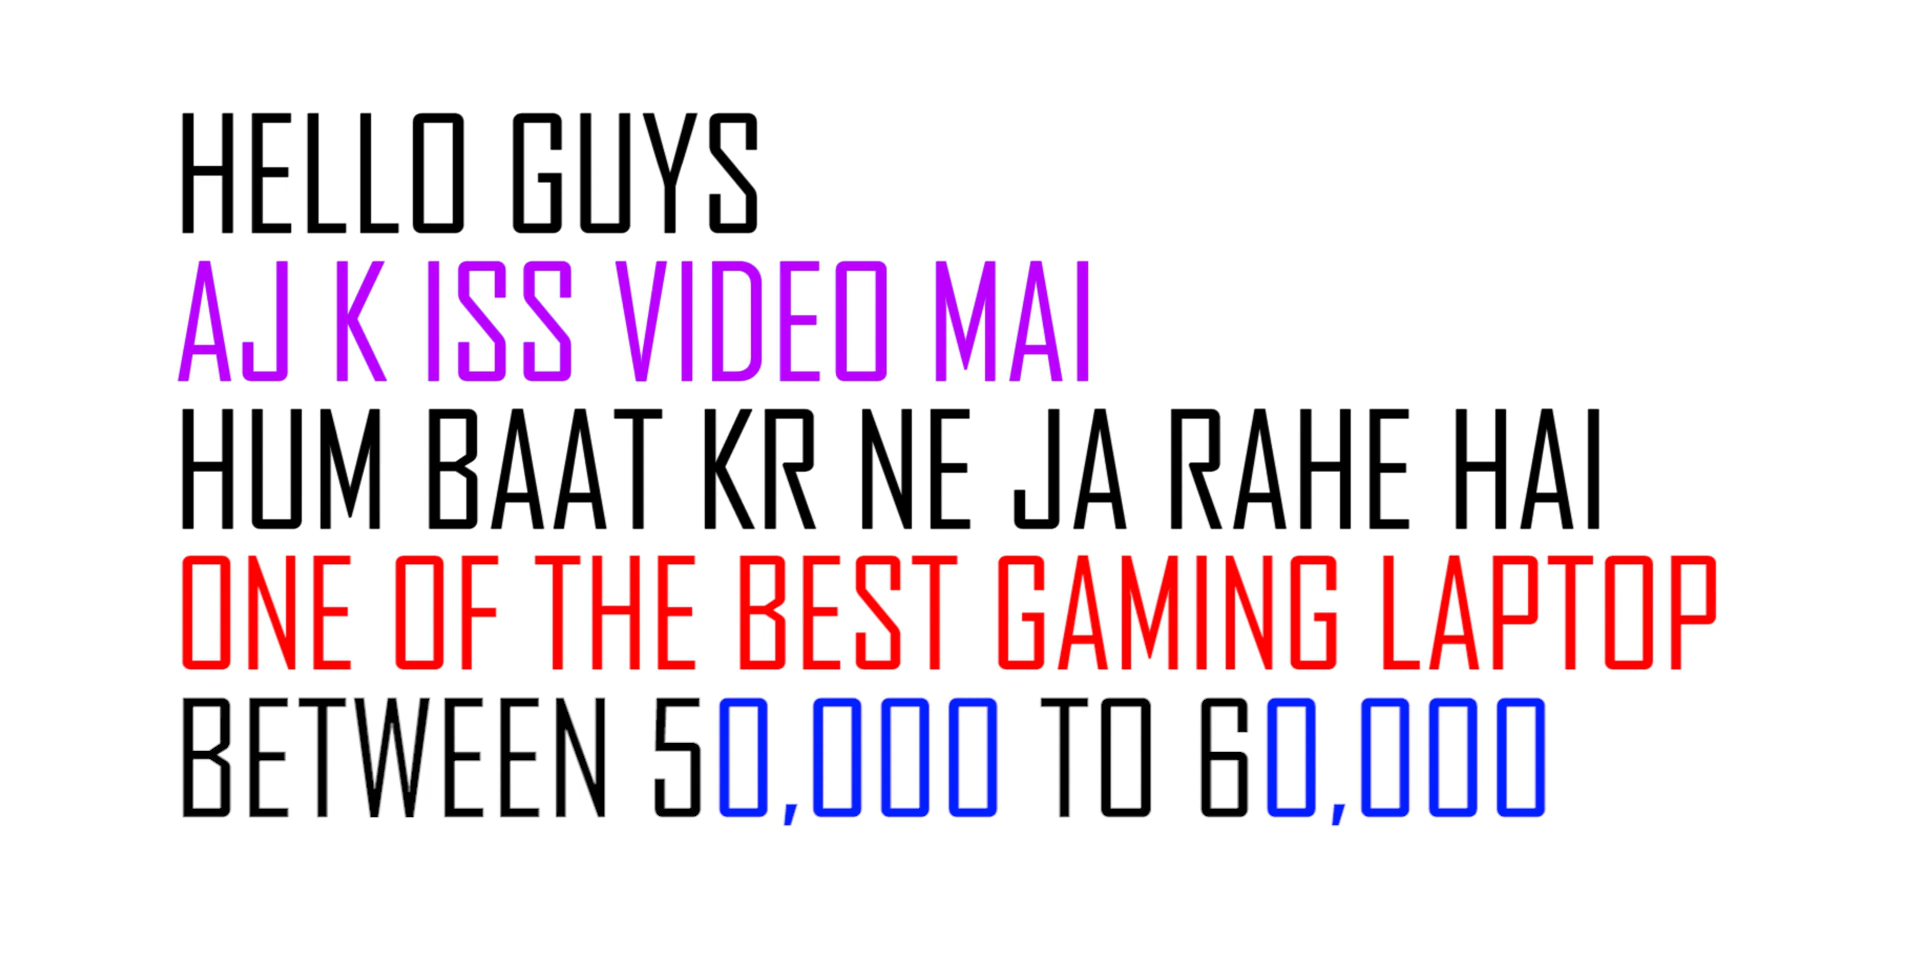 HELLO GUYS
AJ K ISS VIDEO MAI
HUM BAAT KR NE JA RAHE HAI
ONE OF THE BEST GAMING LAPTOP
BETWEEN 50,000 TO 60,000